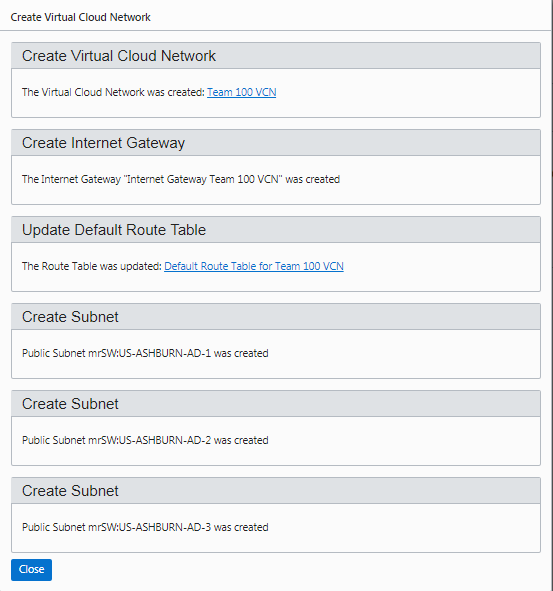 Create Virtual Cloud Network
Create Virtual Cloud Network
The Virtual Cloud Network was created: Team 100 VCN
Create Internet Gateway
The Internet Gateway "Internet Gateway Team 100 VCN" was created
Update Default Route Table
The Route Table was updated: Default Route Table for Team 100 VCN
Create Subnet
Public Subnet mrSW:US-ASHBURN-AD-1 was created
Create Subnet
Public Subnet mrSW:US-ASHBURN-AD-2 was created
Create Subnet
Public Subnet mrSW:US-ASHBURN-AD-3 was created
Close